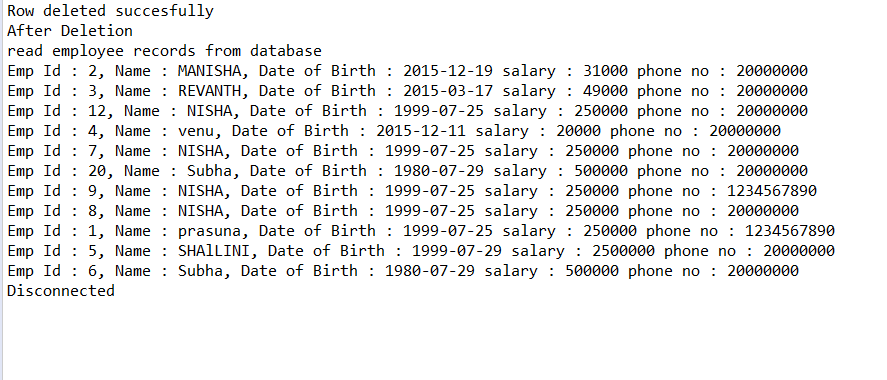 Row deleted succesfully
After Deletion
read employee records from database
Emp Id : 2, Name : MANISHA, Date of Birth : 2015-12-19 salary : 31000 phone no : 20000000
Emp Id : 3, Name : REVANTH, Date of Birth : 2015-03-17 salary : 49000 phone no : 20000000
Emp Id : 12, Name : NISHA, Date of Birth : 1999-07-25 salary : 250000 phone no : 20000000
Emp Id : 4, Name : venu, Date of Birth : 2015-12-11 salary : 20000 phone no : 20000000
Emp Id : 7, Name : NISHA, Date of Birth : 1999-07-25 salary : 250000 phone no : 20000000
Emp Id : 20, Name : Subha, Date of Birth : 1980-07-29 salary : 500000 phone no : 20000000
Emp Id : 9, Name : NISHA, Date of Birth : 1999-07-25 salary : 250000 phone no : 1234567890
Emp Id : 8, Name : NISHA, Date of Birth : 1999-07-25 salary : 250000 phone no : 20000000
Emp Id : 1, Name : prasuna, Date of Birth : 1999-07-25 salary : 250000 phone no : 1234567890
Emp Id : 5, Name : SHAlLINI, Date of Birth : 1999-07-29 salary : 2500000 phone no : 20000000
Emp Id : 6, Name : Subha, Date of Birth : 1980-07-29 salary : 500000 phone no : 20000000
Disconnected